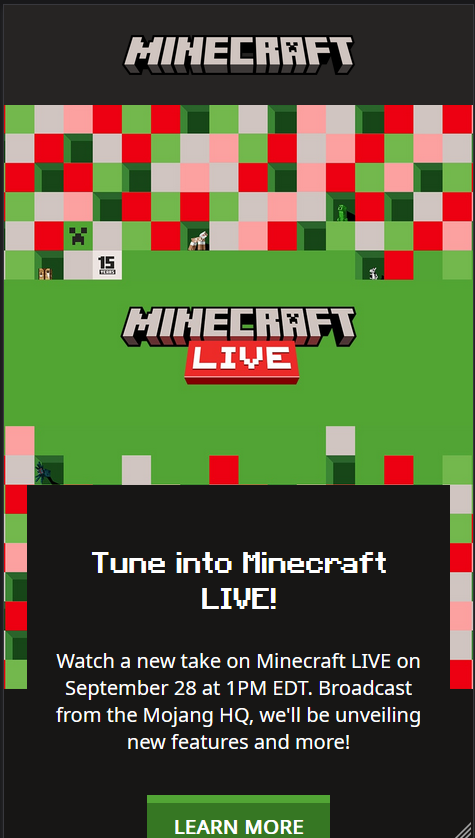 MINECRAFT
15
YEARS
MINECRAFT
LIVE
Tune into Minecraft
LIVE!
Watch a new take on Minecraft LIVE on
September 28 at 1PM EDT. Broadcast
from the Mojang HQ, we'll be unveiling
new features and more!
LEARN MORE